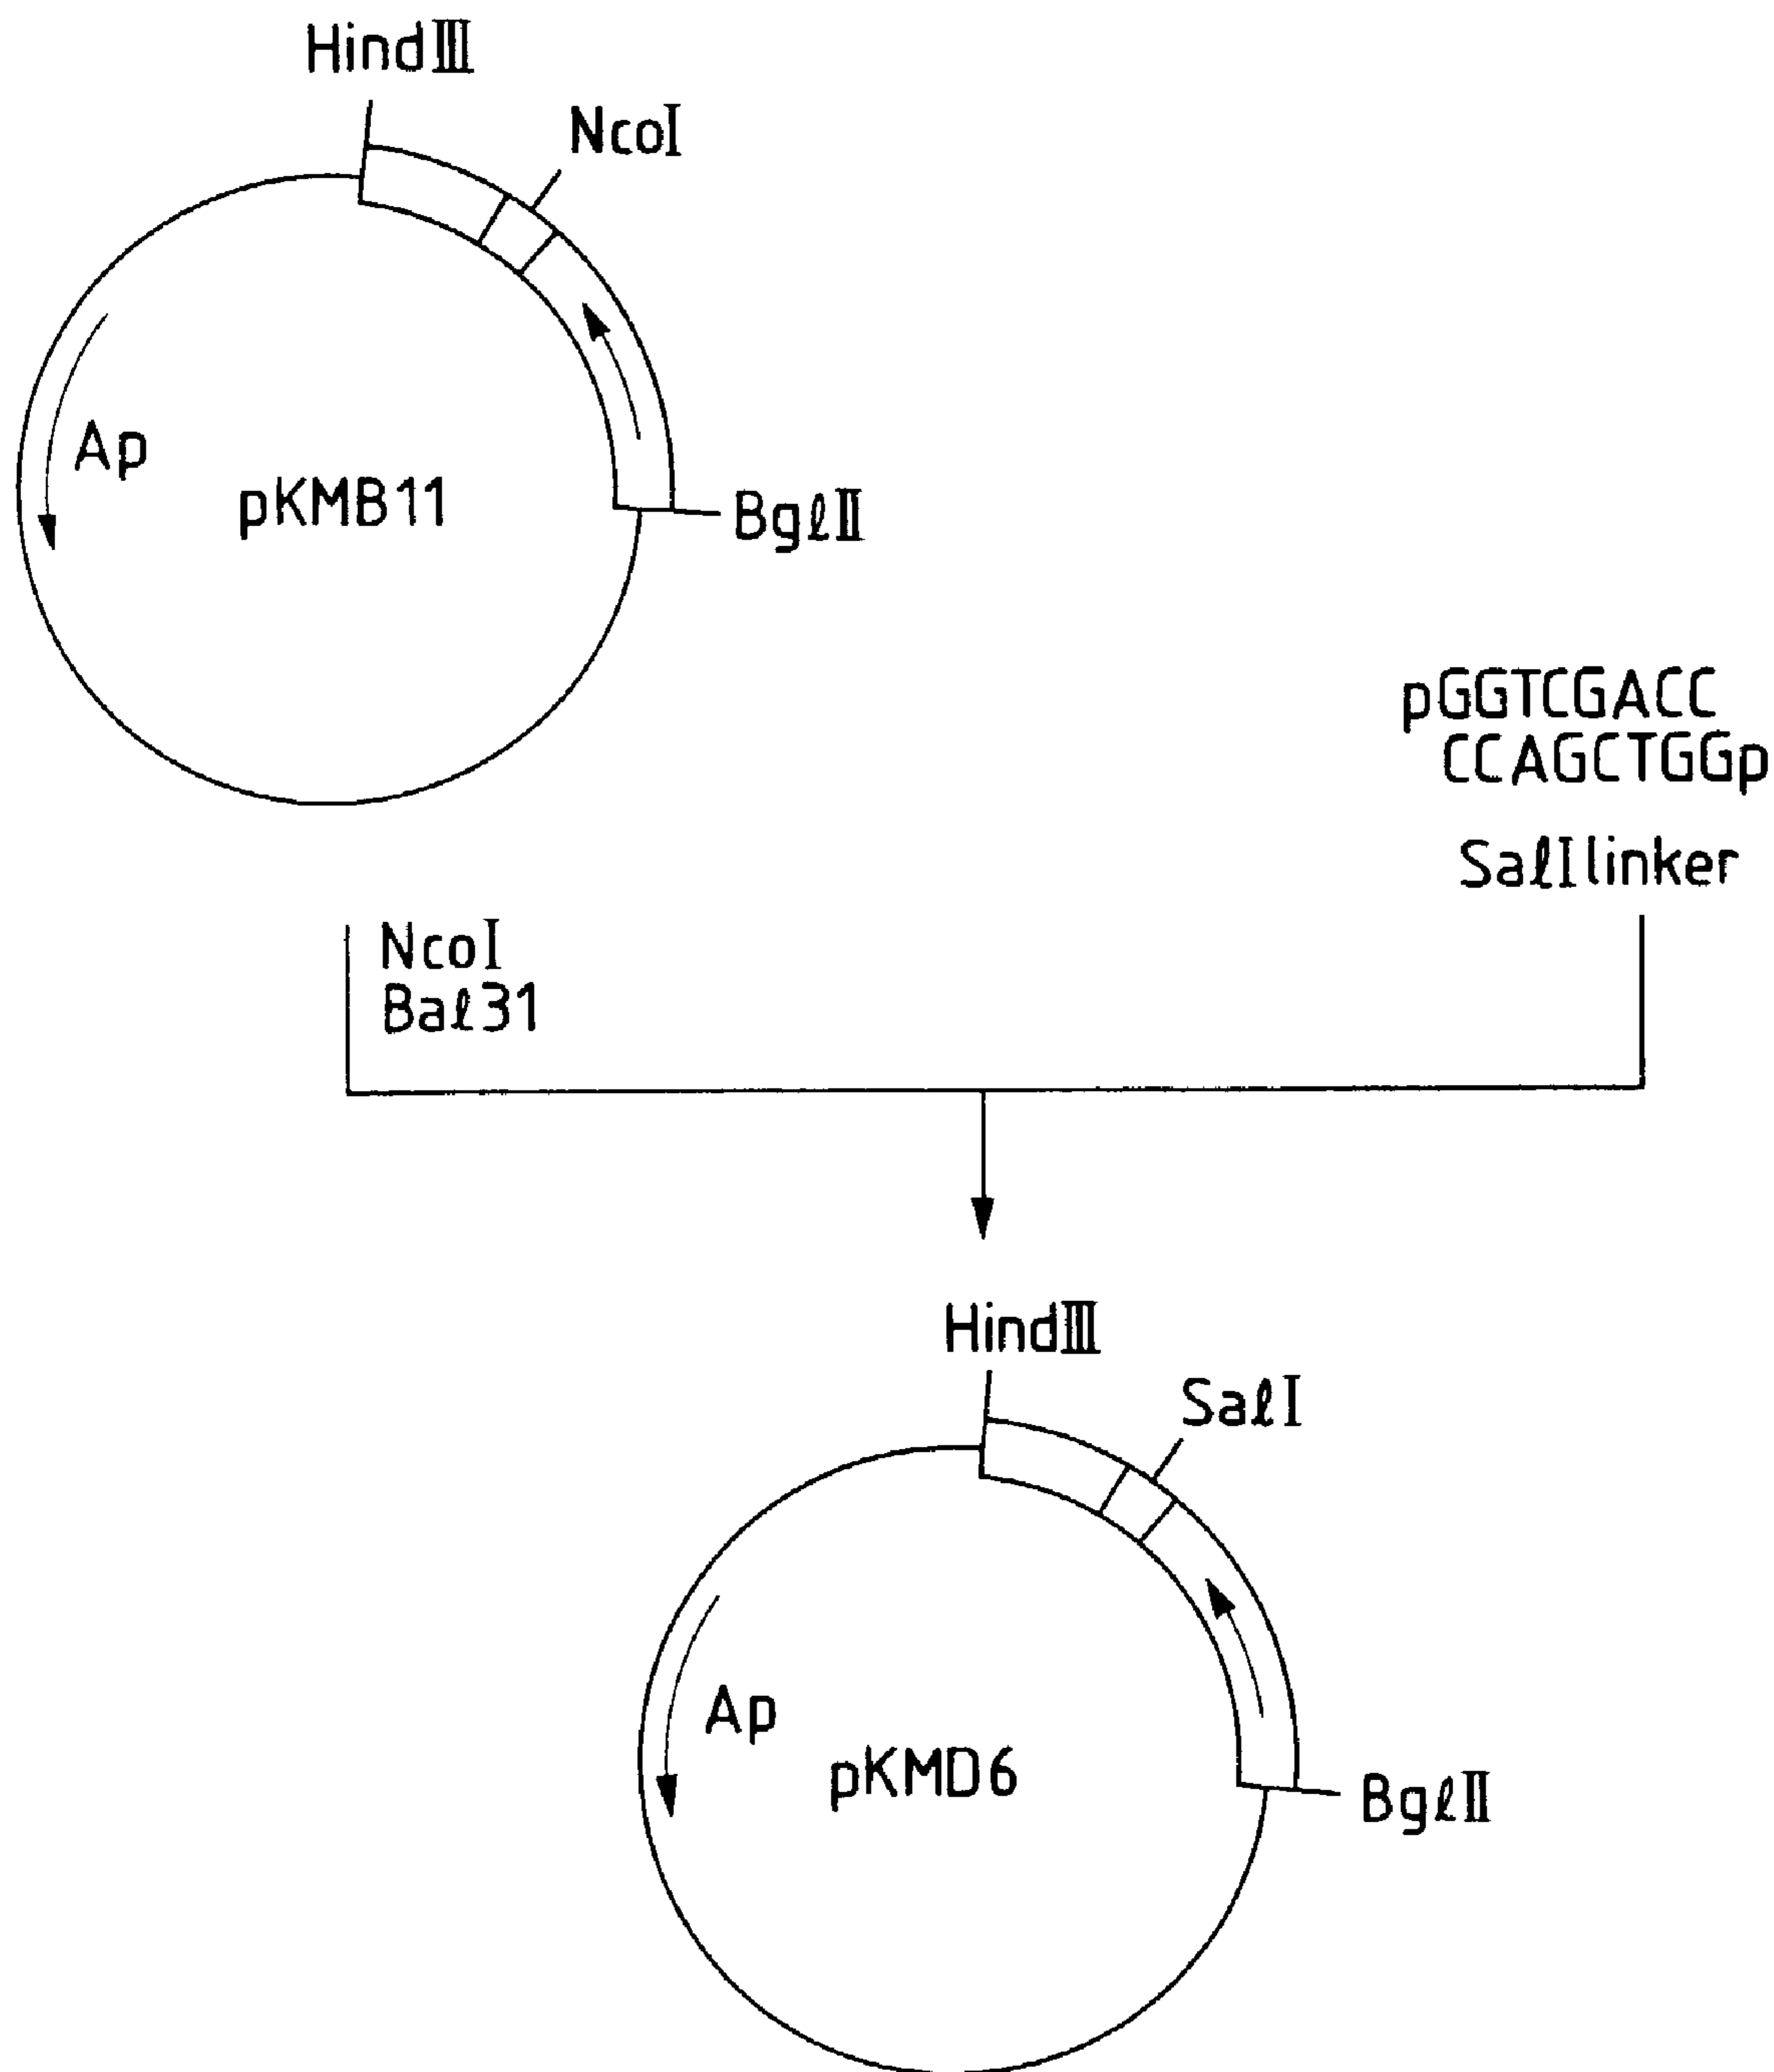 HindⅢ
NcoI
Ap
pKMB11
BgℓⅡ
pGGTCGACC
CCAGCTGGp
SaℓI linker
NcoI
Baℓ31
HindⅢ
SaℓI
Ap
pKMD6
BgℓⅡ